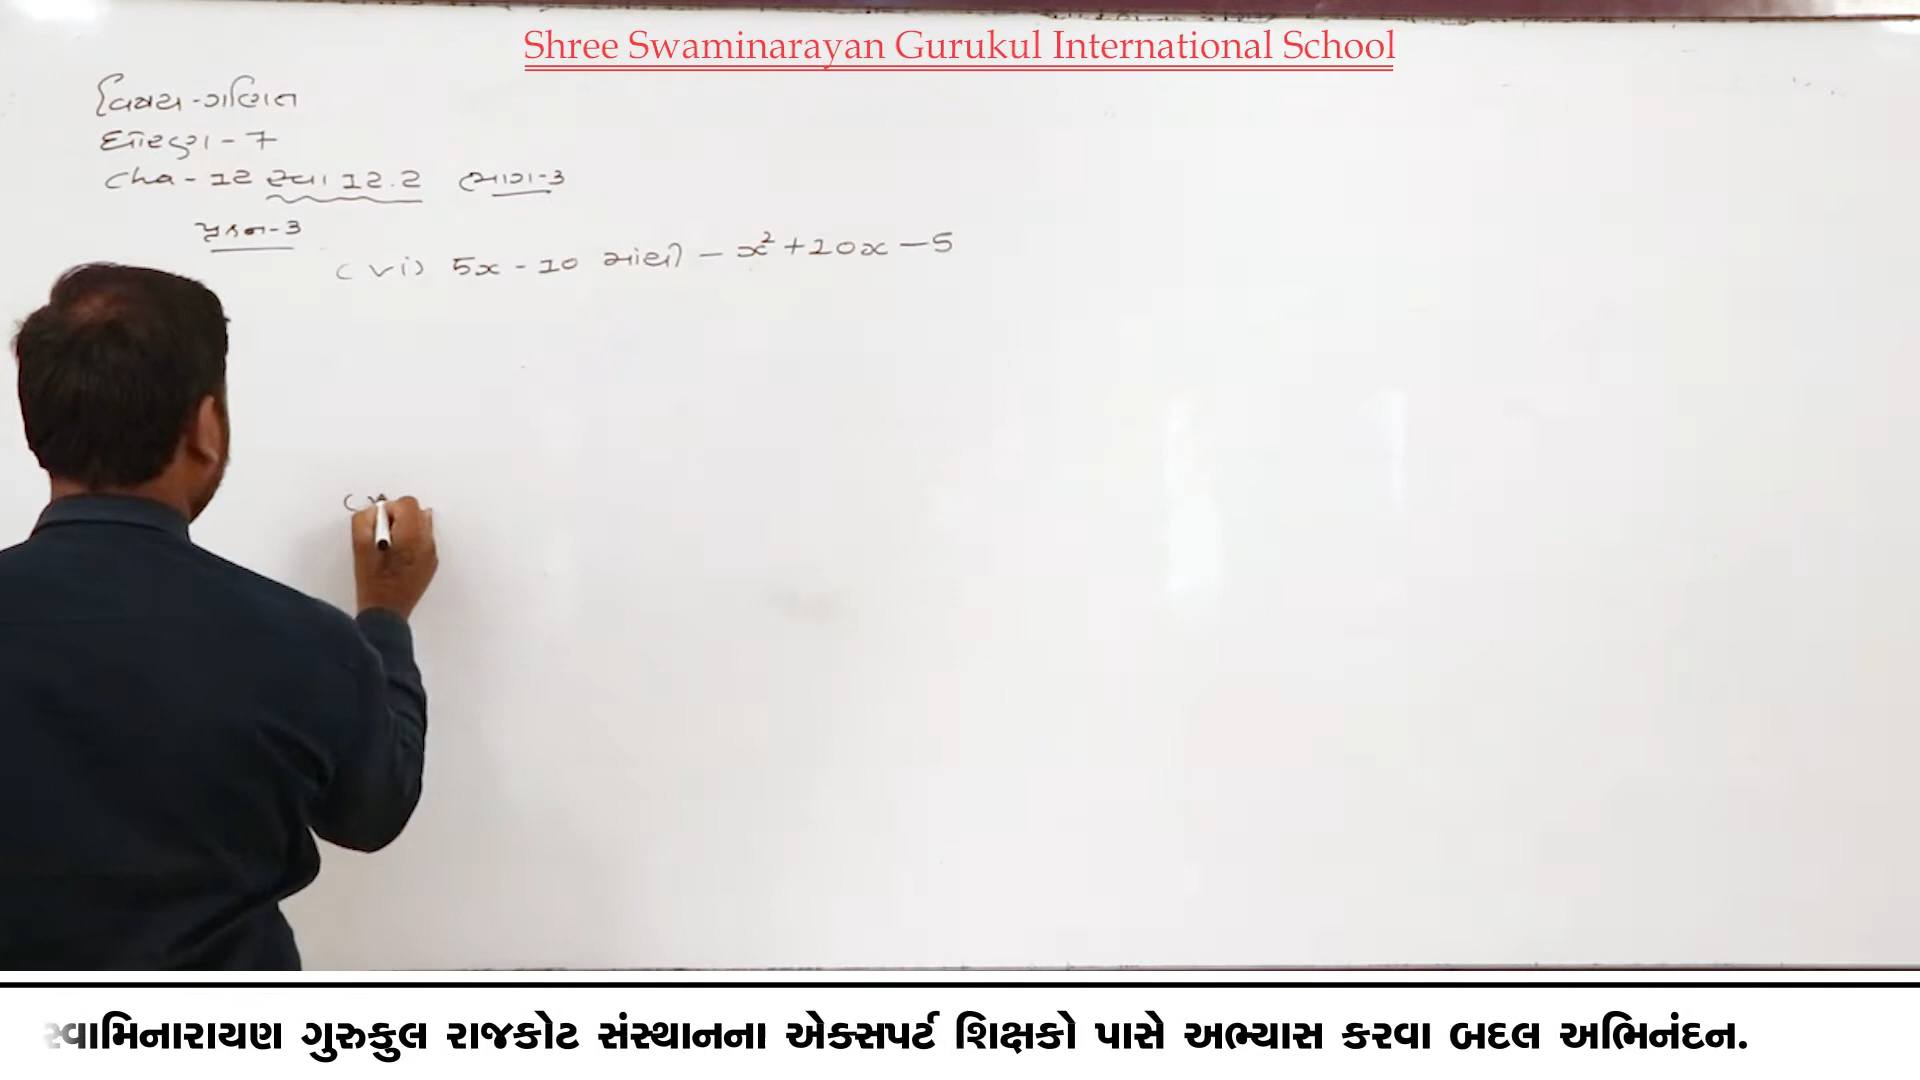 Shree Swaminarayan Gurukul International School
વિષય - ગણિત
ધોરણ - 7
cha - 12 સ્વા 12.2 ભાગ-3
પ્રશ્ન-3
(vi) 5x - 10 માંથી - x² + 10x - 5
(v
સ્વામિનારાયણ ગુરુકુલ રાજકોટ સંસ્થાનના એક્સપર્ટ શિક્ષકો પાસે અભ્યાસ કરવા બદલ અભિનંદન.